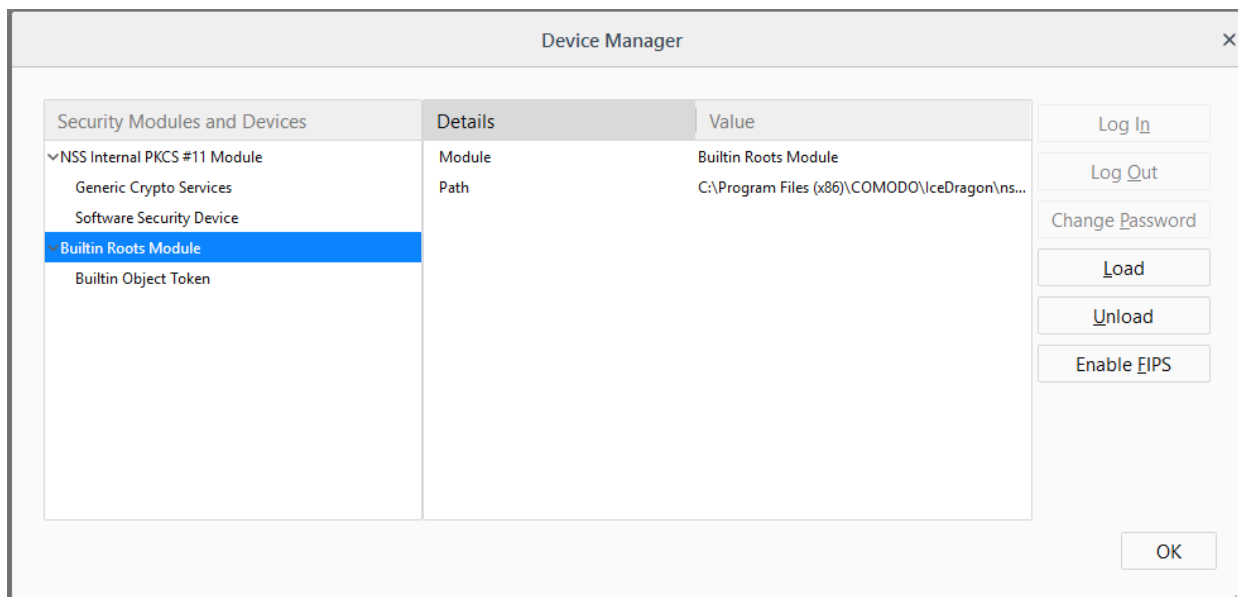 Device Manager
Security Modules and Devices
Details
Value
Log In
NSS Internal PKCS #11 Module
Module
Builtin Roots Module
Generic Crypto Services
Path
C:\Program Files (x86)\COMODO\IceDragon\ns...
Log Out
Software Security Device
Change Password
Builtin Roots Module
Load
Builtin Object Token
Unload
Enable FIPS
OK